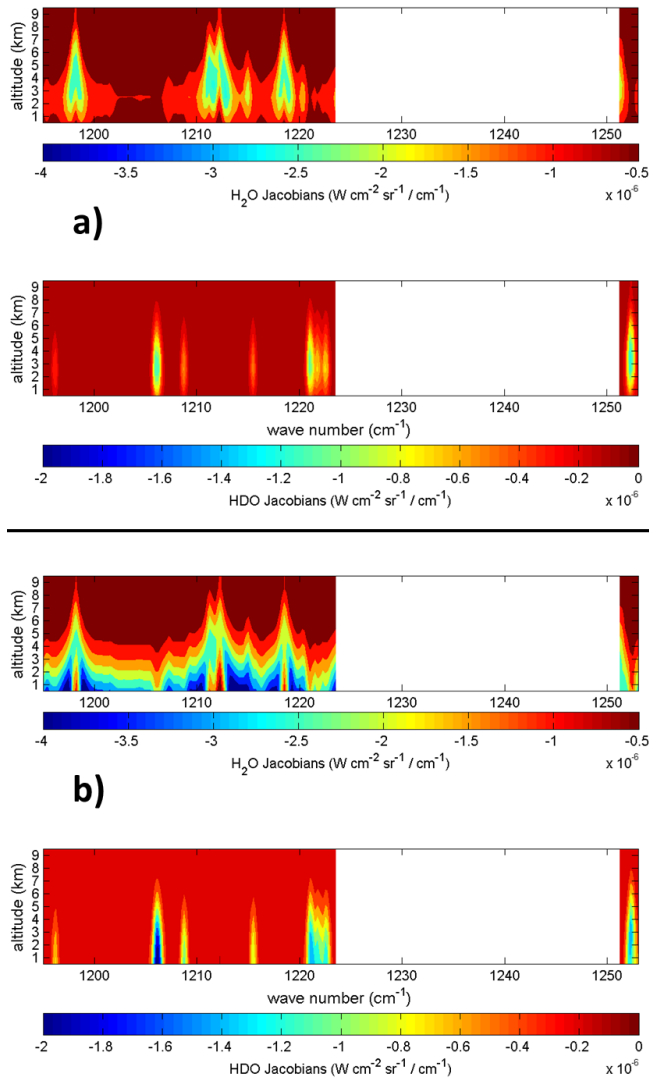 altitude (km)
9
8
7
6
5
4
3
2
1
1200 1210 1220 1230 1240 1250
-4 -3.5 -3 -2.5 -2 -1.5 -1 -0.5
H₂O Jacobians (W cm⁻² sr⁻¹ / cm⁻¹) x 10⁻⁶
a)
altitude (km)
9
8
7
6
5
4
3
2
1
1200 1210 1220 1230 1240 1250
wave number (cm⁻¹)
-2 -1.8 -1.6 -1.4 -1.2 -1 -0.8 -0.6 -0.4 -0.2 0
HDO Jacobians (W cm⁻² sr⁻¹ / cm⁻¹) x 10⁻⁶
altitude (km)
9
8
7
6
5
4
3
2
1
1200 1210 1220 1230 1240 1250
-4 -3.5 -3 -2.5 -2 -1.5 -1 -0.5
H₂O Jacobians (W cm⁻² sr⁻¹ / cm⁻¹) x 10⁻⁶
b)
altitude (km)
9
8
7
6
5
4
3
2
1
1200 1210 1220 1230 1240 1250
wave number (cm⁻¹)
-2 -1.8 -1.6 -1.4 -1.2 -1 -0.8 -0.6 -0.4 -0.2 0
HDO Jacobians (W cm⁻² sr⁻¹ / cm⁻¹) x 10⁻⁶